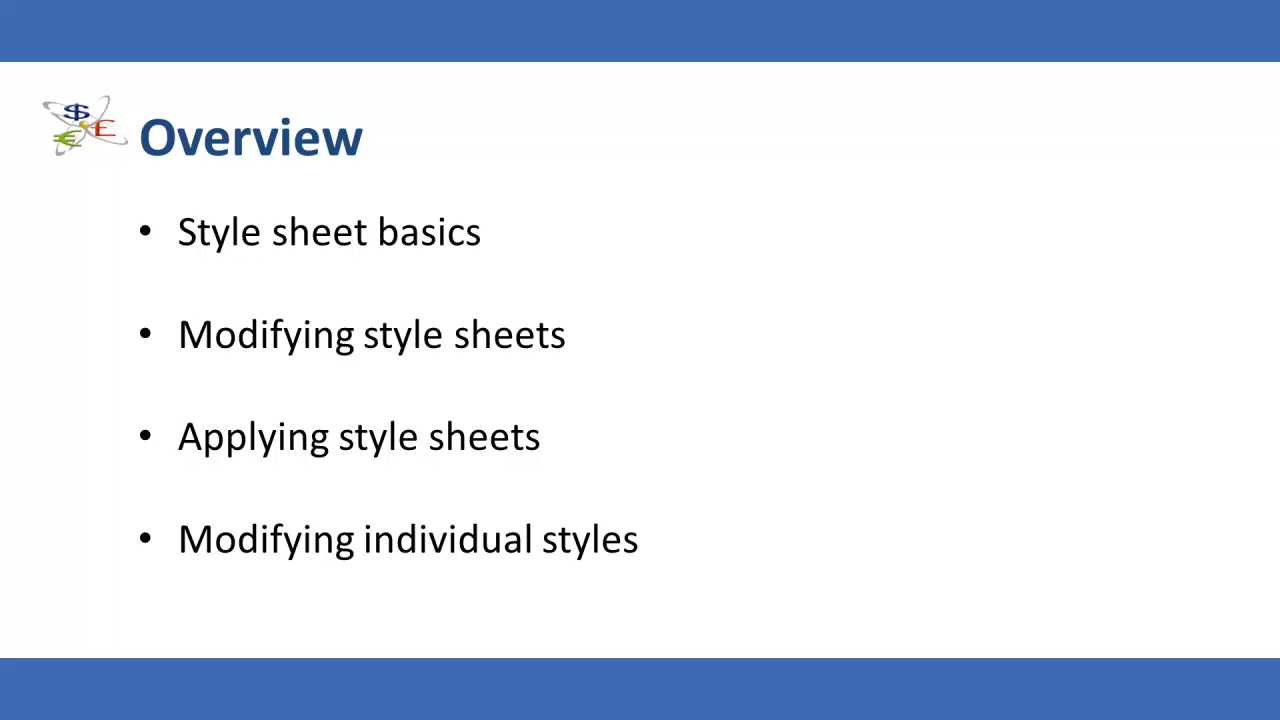 Overview
• Style sheet basics
• Modifying style sheets
• Applying style sheets
• Modifying individual styles